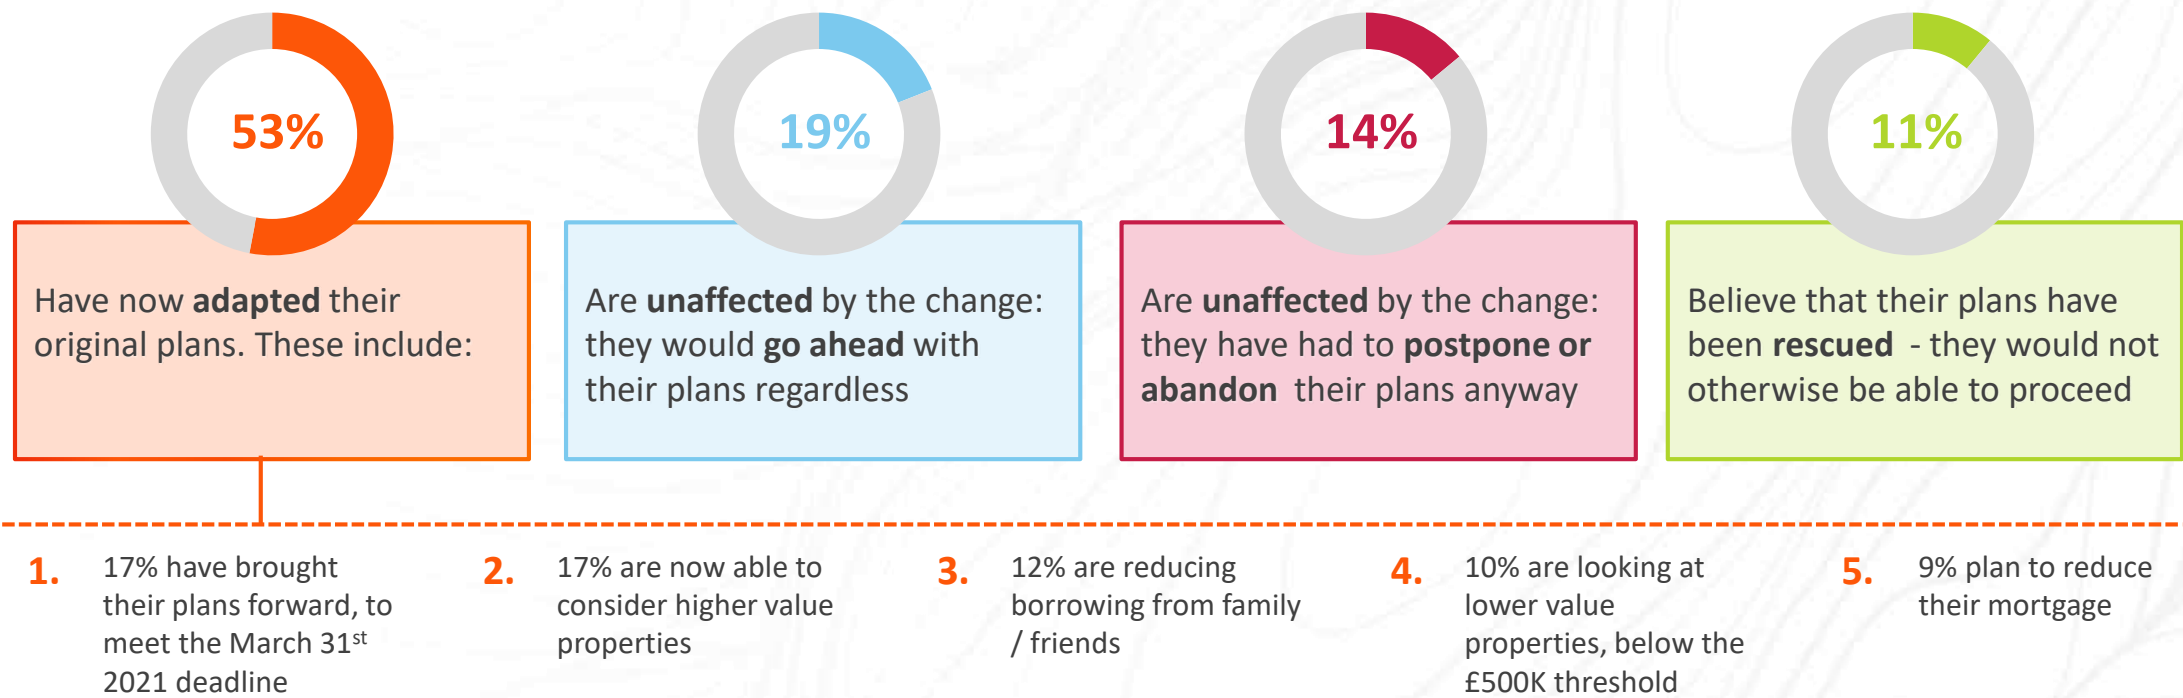 53%
Have now adapted their
original plans. These include:
19%
Are unaffected by the change:
they would go ahead with
their plans regardless
14%
Are unaffected by the change:
they have had to postpone or
abandon their plans anyway
11%
Believe that their plans have
been rescued - they would not
otherwise be able to proceed
1.
17% have brought
their plans forward, to
meet the March 31st
2021 deadline
2.
17% are now able to
consider higher value
properties
3.
12% are reducing
borrowing from family
/ friends
4.
10% are looking at
lower value
properties, below the
£500K threshold
5.
9% plan to reduce
their mortgage